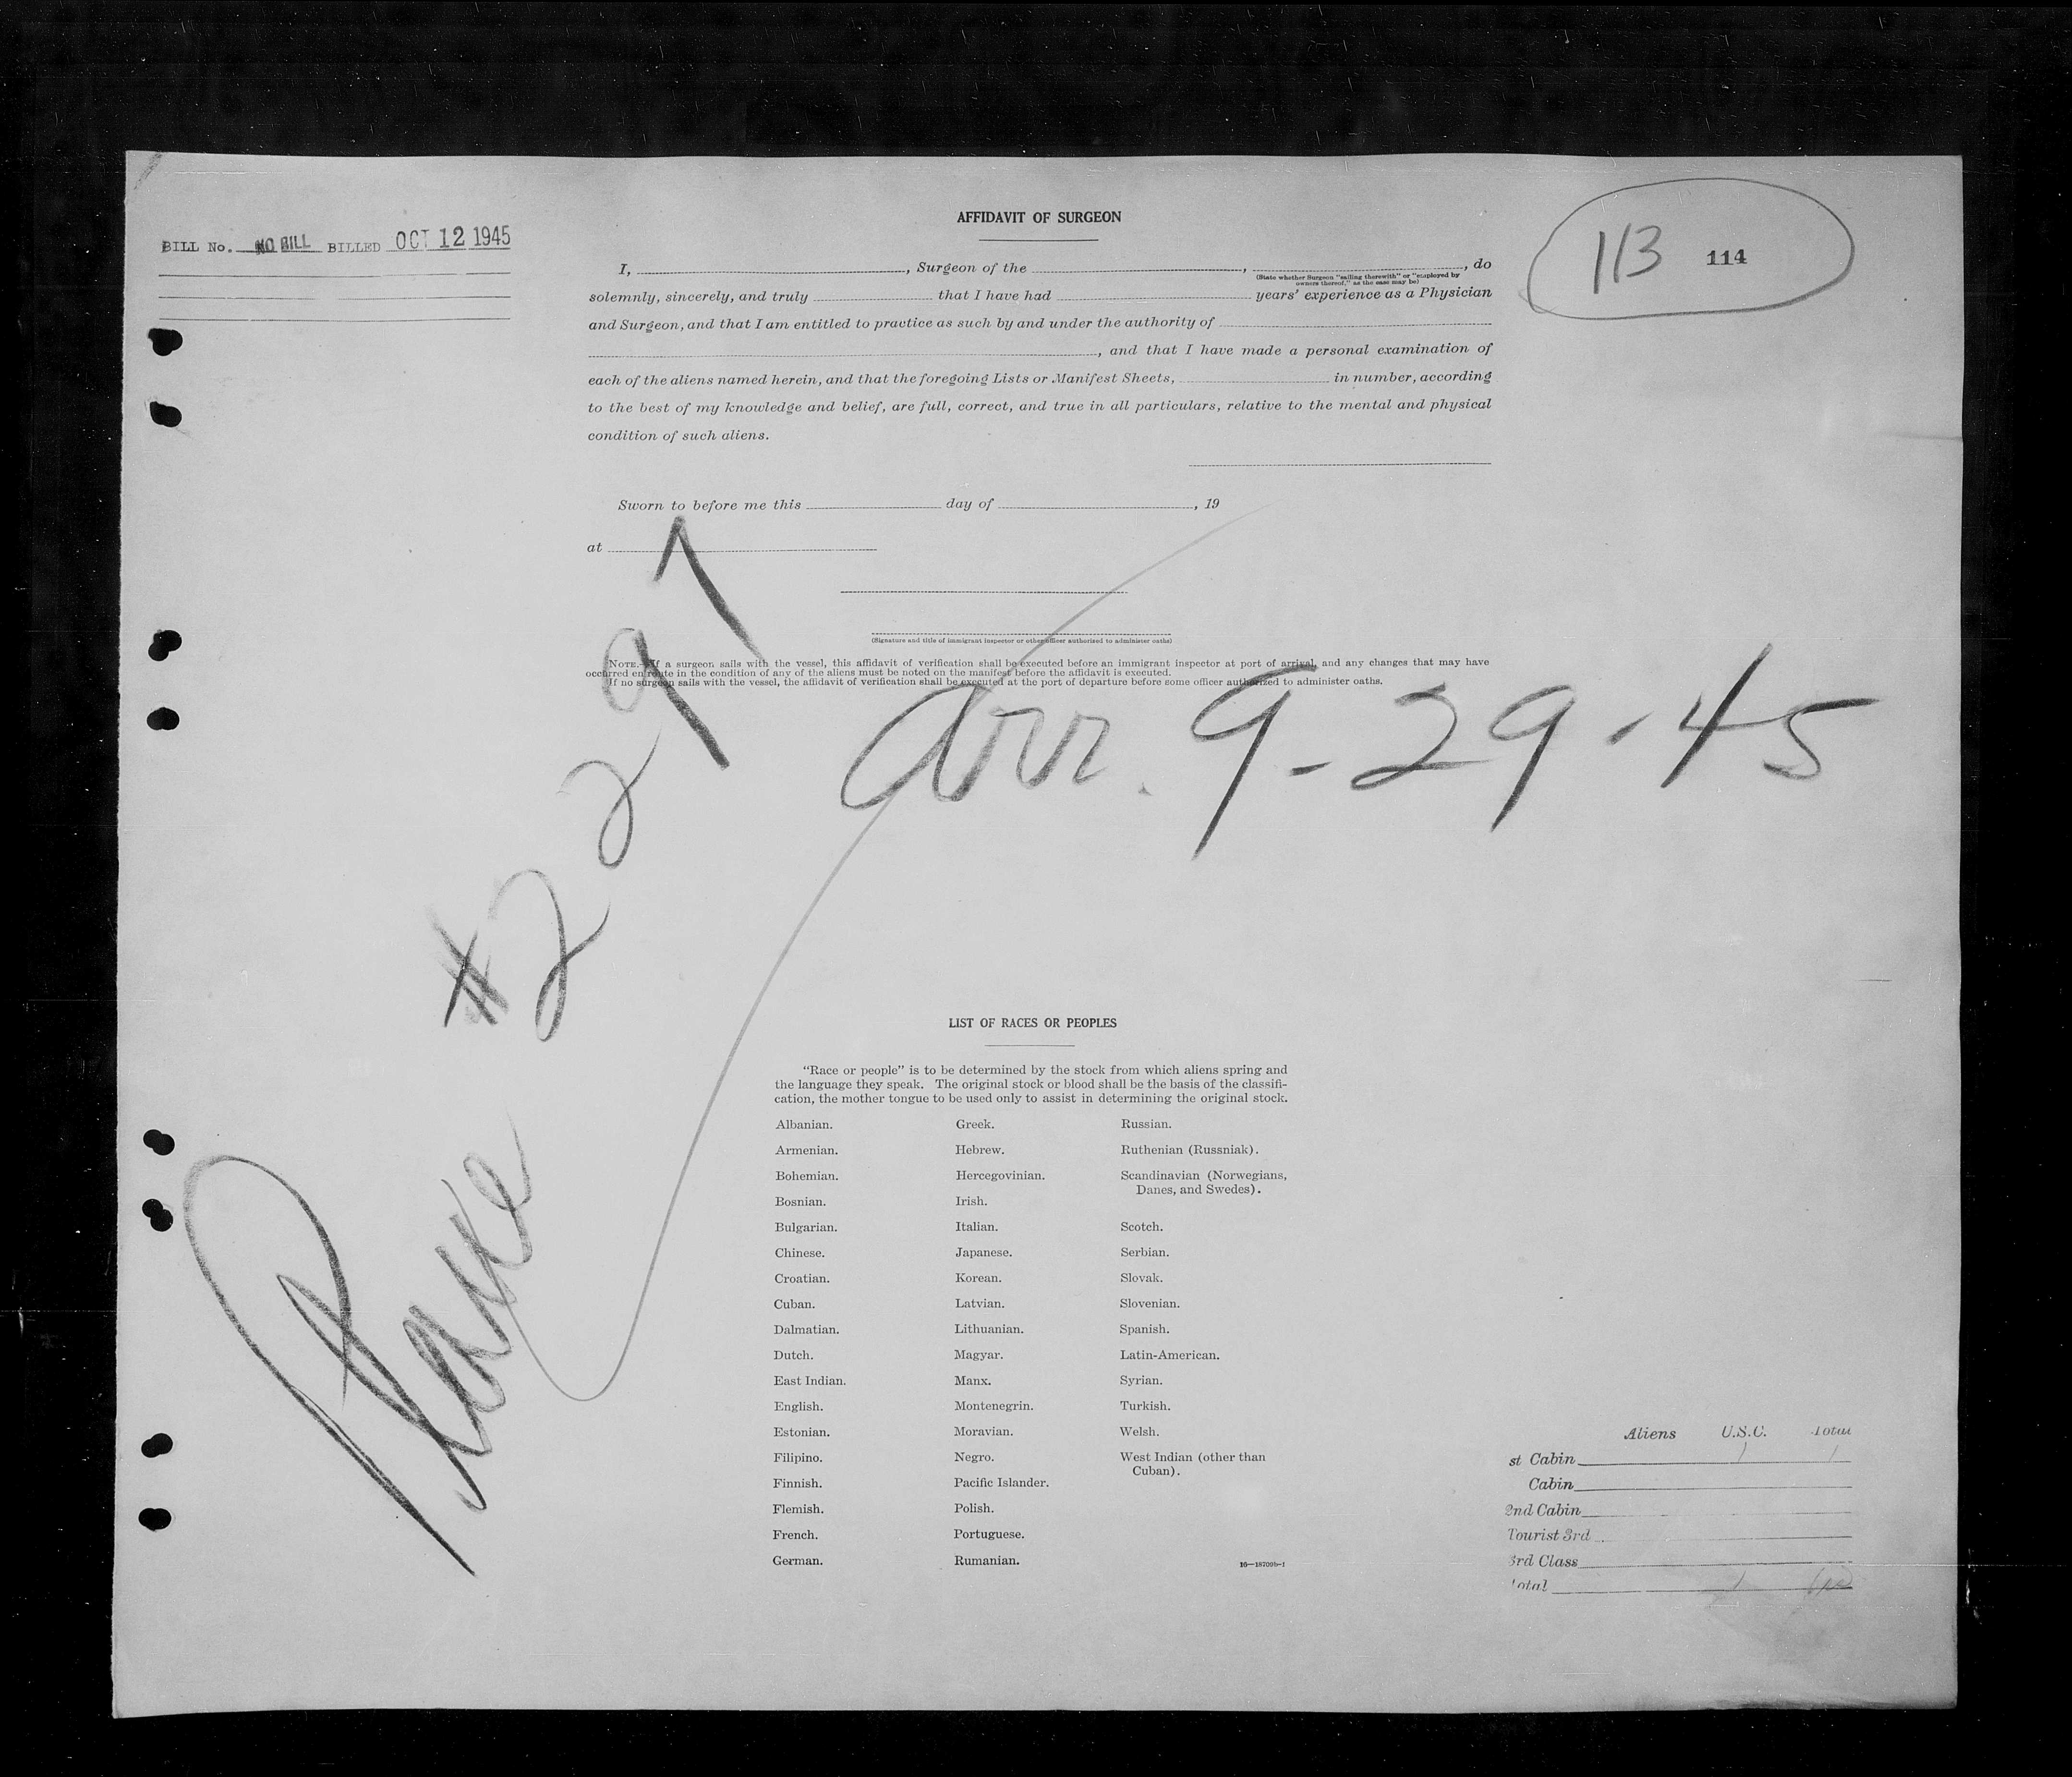 AFFIDAVIT OF SURGEON
BILL No. NO BILL BILLED OCT 12 1945
113 114
I, , Surgeon of the , , do
(State whether Surgeon "sailing therewith" or "employed by
owners thereof," as the case may be)
solemnly, sincerely, and truly that I have had years' experience as a Physician
and Surgeon, and that I am entitled to practice as such by and under the authority of
, and that I have made a personal examination of
each of the aliens named herein, and that the foregoing Lists or Manifest Sheets, in number, according
to the best of my knowledge and belief, are full, correct, and true in all particulars, relative to the mental and physical
condition of such aliens.
Sworn to before me this day of , 19
at
(Signature and title of immigrant inspector or other officer authorized to administer oaths)
NOTE.—If a surgeon sails with the vessel, this affidavit of verification shall be executed before an immigrant inspector at port of arrival, and any changes that may have
occurred en route in the condition of any of the aliens must be noted on the manifest before the affidavit is executed.
If no surgeon sails with the vessel, the affidavit of verification shall be executed at the port of departure before some officer authorized to administer oaths.
Plane #2297
arr. 9-29-45
LIST OF RACES OR PEOPLES
"Race or people" is to be determined by the stock from which aliens spring and
the language they speak. The original stock or blood shall be the basis of the classifi-
cation, the mother tongue to be used only to assist in determining the original stock.
Albanian.
Armenian.
Bohemian.
Bosnian.
Bulgarian.
Chinese.
Croatian.
Cuban.
Dalmatian.
Dutch.
East Indian.
English.
Estonian.
Filipino.
Finnish.
Flemish.
French.
German.
Greek.
Hebrew.
Hercegovinian.
Irish.
Italian.
Japanese.
Korean.
Latvian.
Lithuanian.
Magyar.
Manx.
Montenegrin.
Moravian.
Negro.
Pacific Islander.
Polish.
Portuguese.
Rumanian.
Russian.
Ruthenian (Russniak).
Scandinavian (Norwegians,
Danes, and Swedes).
Scotch.
Serbian.
Slovak.
Slovenian.
Spanish.
Latin-American.
Syrian.
Turkish.
Welsh.
West Indian (other than
Cuban).
16—18709b-1
Aliens U.S.C. Total
st Cabin 1 1
Cabin
2nd Cabin
Tourist 3rd
3rd Class
total 1